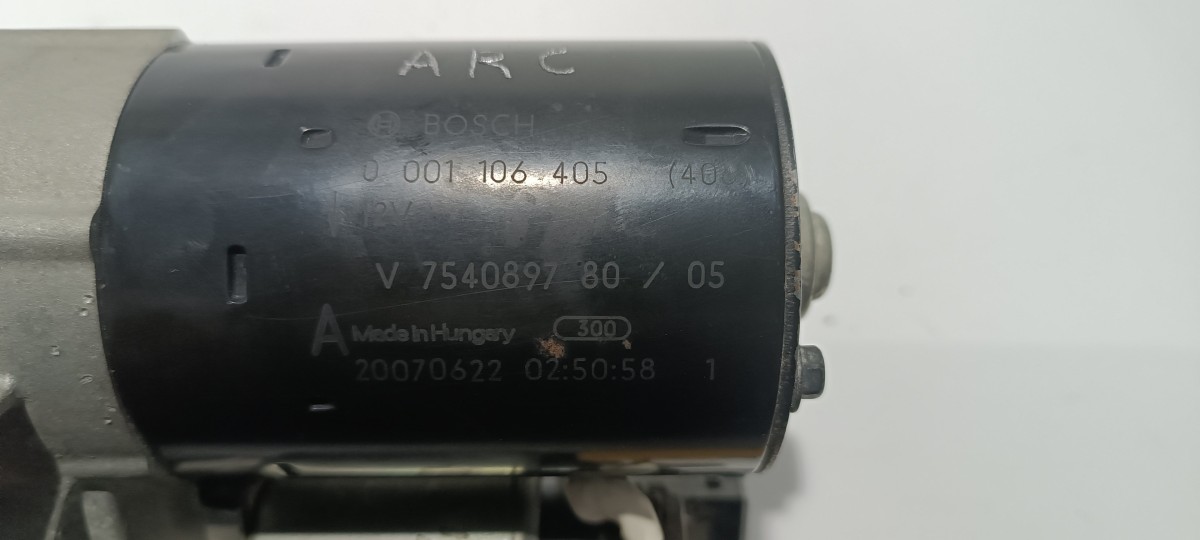 ARC
BOSCH
0 001 106 405
12V
V 7540897 80 / 05
A Made in Hungary 300
20070622 02:50:58 1